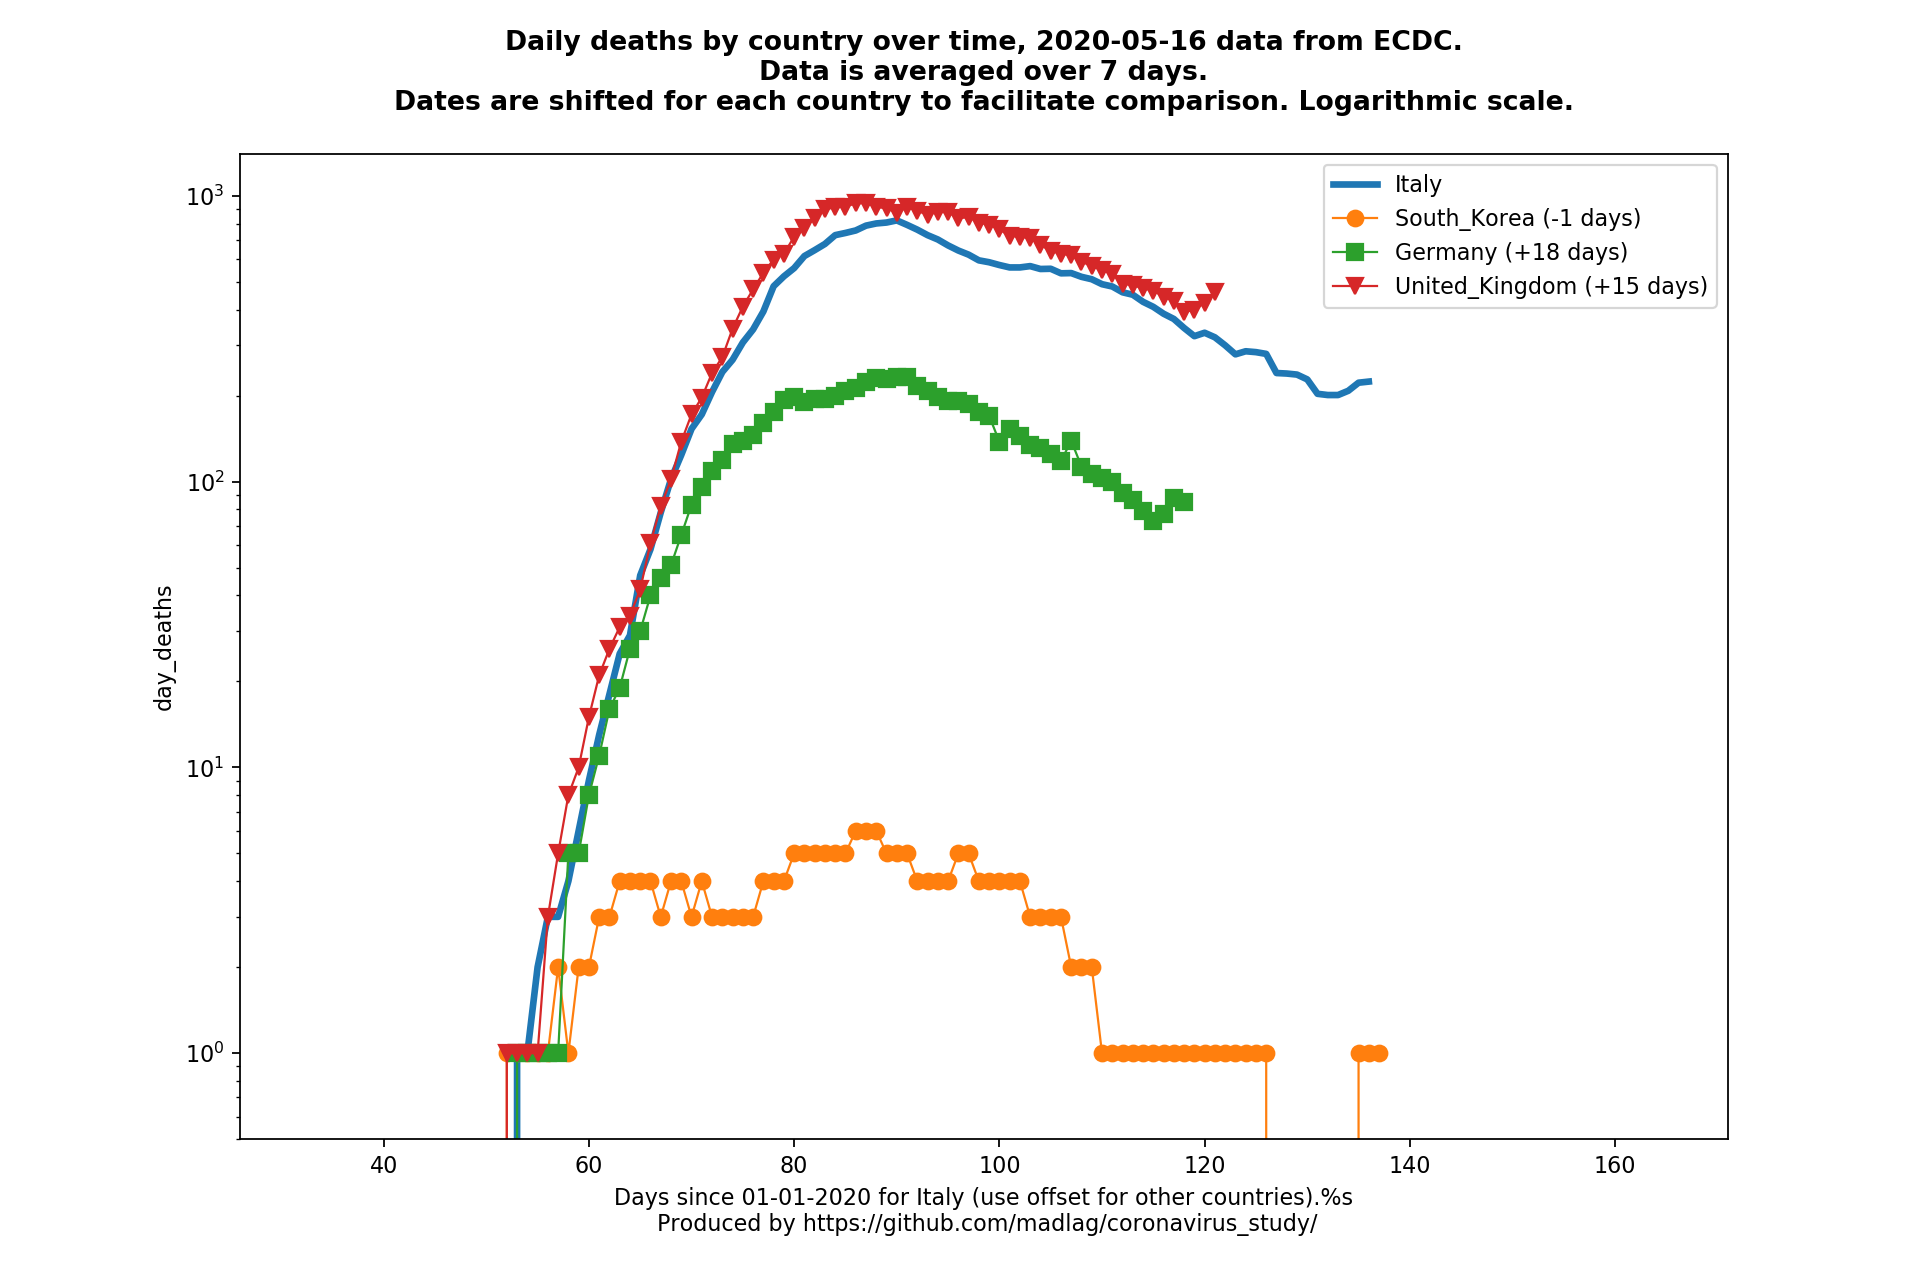 Daily deaths by country over time, 2020-05-16 data from ECDC.
Data is averaged over 7 days.
Dates are shifted for each country to facilitate comparison. Logarithmic scale.
Italy
South_Korea (-1 days)
Germany (+18 days)
United_Kingdom (+15 days)
10³
10²
10¹
10⁰
day_deaths
40 60 80 100 120 140 160
Days since 01-01-2020 for Italy (use offset for other countries).%s
Produced by https://github.com/madlag/coronavirus_study/